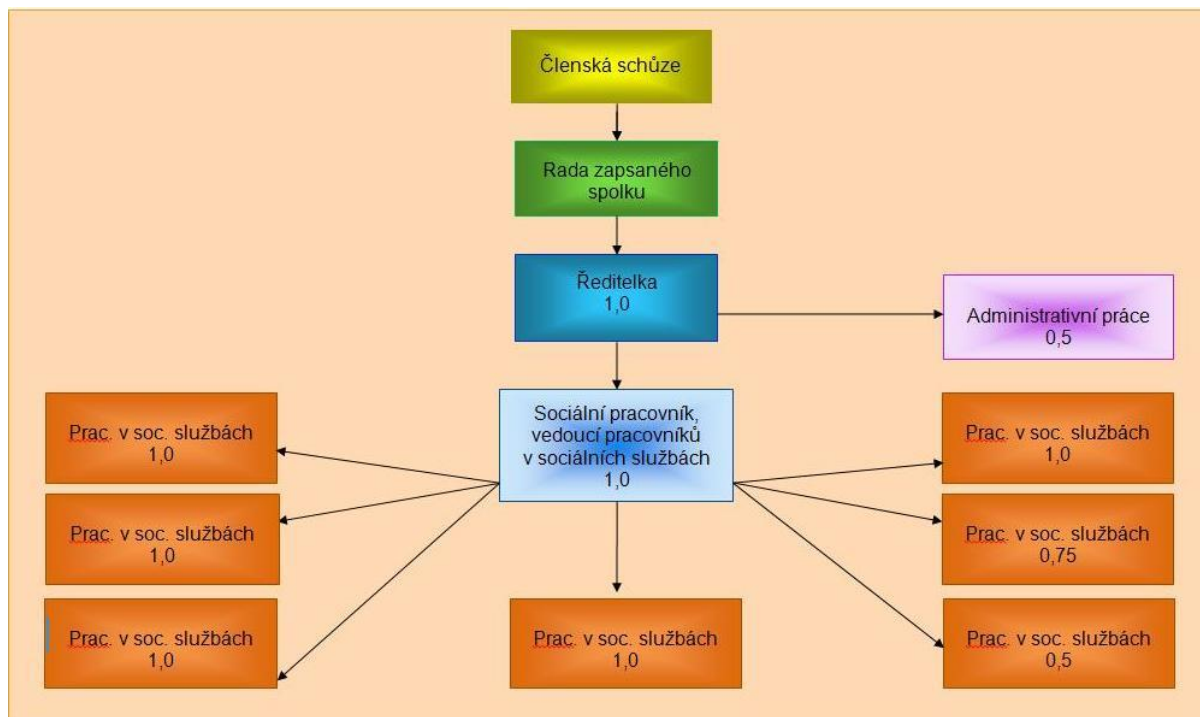 Členská schůze
Rada zapsaného
spolku
Ředitelka
1,0
Administrativní práce
0,5
Sociální pracovník,
vedoucí pracovníků
v sociálních službách
1,0
Prac. v soc. službách
1,0
Prac. v soc. službách
1,0
Prac. v soc. službách
1,0
Prac. v soc. službách
1,0
Prac. v soc. službách
1,0
Prac. v soc. službách
0,75
Prac. v soc. službách
0,5